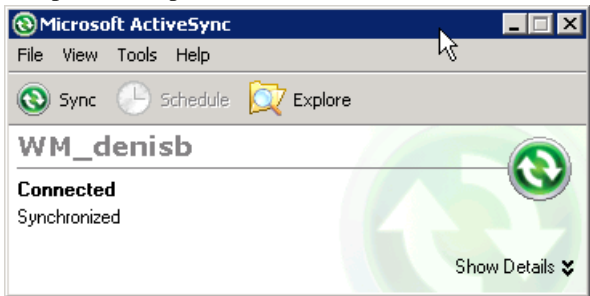 Microsoft ActiveSync
File View Tools Help
Sync Schedule Explore
WM_denisb
Connected
Synchronized
Show Details